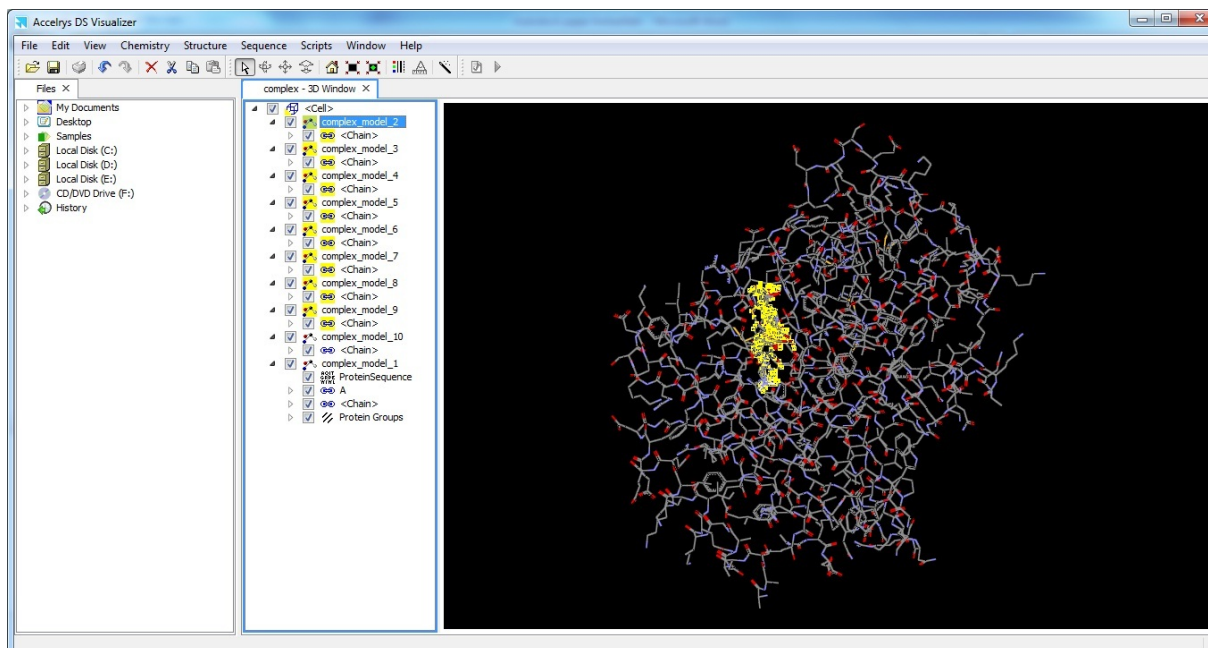 Accelrys DS Visualizer
File Edit View Chemistry Structure Sequence Scripts Window Help
Files
My Documents
Desktop
Samples
Local Disk (C:)
Local Disk (D:)
Local Disk (E:)
CD/DVD Drive (F:)
History
complex - 3D Window
<Cell>
complex_model_2
<Chain>
complex_model_3
<Chain>
complex_model_4
<Chain>
complex_model_5
<Chain>
complex_model_6
<Chain>
complex_model_7
<Chain>
complex_model_8
<Chain>
complex_model_9
<Chain>
complex_model_10
<Chain>
complex_model_1
ProteinSequence
A
<Chain>
Protein Groups